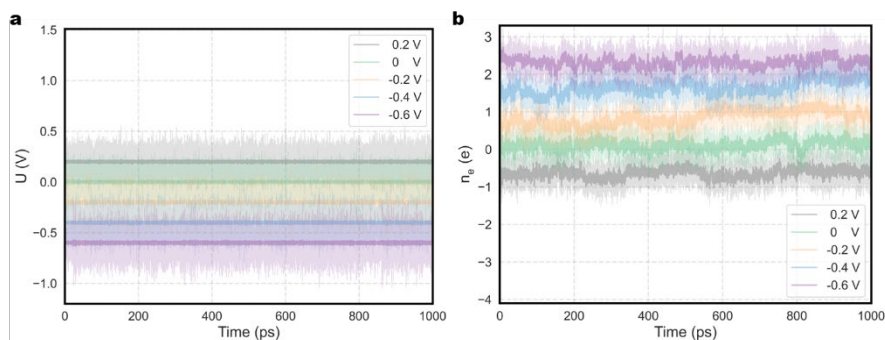 a
U (V)
1.5
1.0
0.5
0.0
−0.5
−1.0
0 200 400 600 800 1000
Time (ps)
0.2 V
0 V
-0.2 V
-0.4 V
-0.6 V
b
nₑ (e)
3
2
1
0
−1
−2
−3
−4
0 200 400 600 800 1000
Time (ps)
0.2 V
0 V
-0.2 V
-0.4 V
-0.6 V